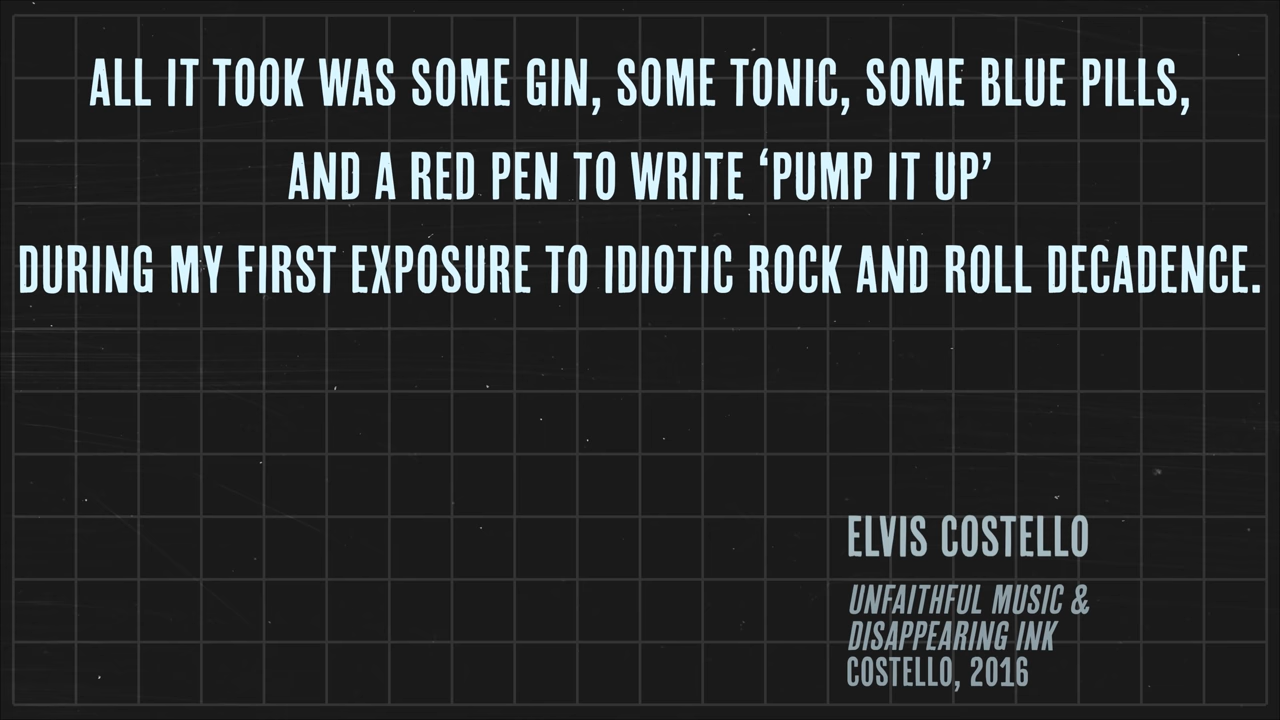 ALL IT TOOK WAS SOME GIN, SOME TONIC, SOME BLUE PILLS,
AND A RED PEN TO WRITE ‘PUMP IT UP’
DURING MY FIRST EXPOSURE TO IDIOTIC ROCK AND ROLL DECADENCE.
ELVIS COSTELLO
UNFAITHFUL MUSIC &
DISAPPEARING INK
COSTELLO, 2016